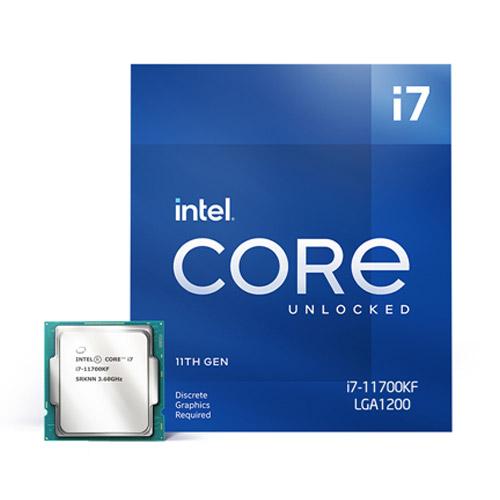 i7
intel.
CORE
UNLOCKED
11TH GEN
Discrete
Graphics
Required
i7-11700KF
LGA1200
INTEL® CORE™ i7
i7-11700KF
SRKNN 3.60GHz